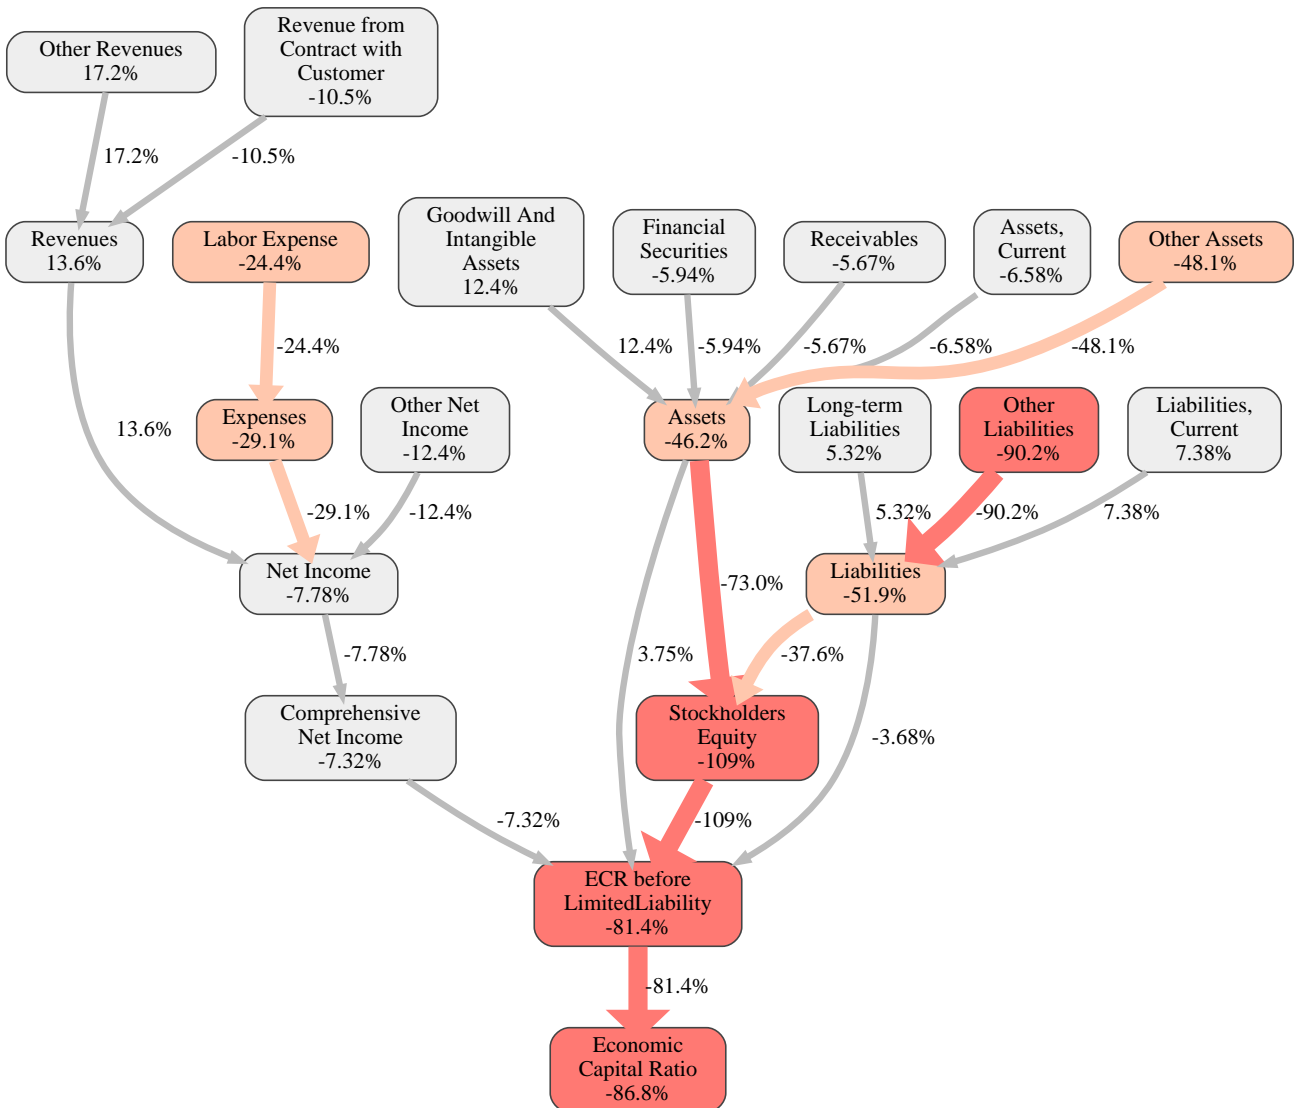 Other Revenues
17.2%
Revenue from
Contract with
Customer
-10.5%
17.2%
-10.5%
Revenues
13.6%
Labor Expense
-24.4%
Goodwill And
Intangible
Assets
12.4%
Financial
Securities
-5.94%
Receivables
-5.67%
Assets,
Current
-6.58%
Other Assets
-48.1%
-24.4%
12.4%
-5.94%
-5.67%
-6.58%
-48.1%
13.6%
Expenses
-29.1%
Other Net
Income
-12.4%
Assets
-46.2%
Long-term
Liabilities
5.32%
Other
Liabilities
-90.2%
Liabilities,
Current
7.38%
-29.1%
-12.4%
5.32%
-90.2%
7.38%
Net Income
-7.78%
-73.0%
Liabilities
-51.9%
-7.78%
3.75%
-37.6%
Comprehensive
Net Income
-7.32%
Stockholders
Equity
-109%
-3.68%
-7.32%
-109%
ECR before
LimitedLiability
-81.4%
-81.4%
Economic
Capital Ratio
-86.8%